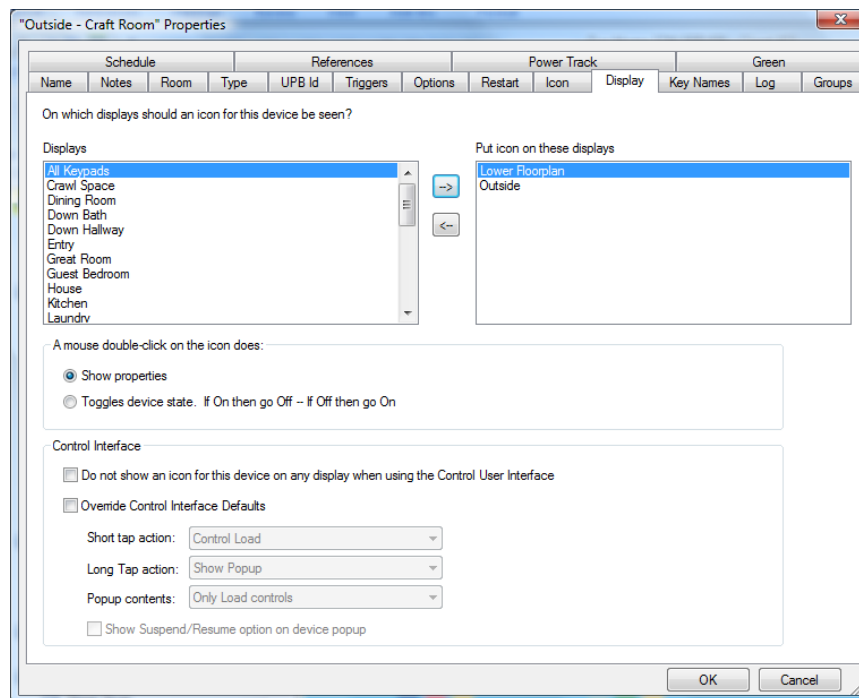 "Outside - Craft Room" Properties
Schedule References Power Track Green
Name Notes Room Type UPB Id Triggers Options Restart Icon Display Key Names Log Groups
On which displays should an icon for this device be seen?
Displays Put icon on these displays
All Keypads Lower Floorplan
Crawl Space Outside
Dining Room
-->
Down Bath
Down Hallway
<--
Entry
Great Room
Guest Bedroom
House
Kitchen
Laundry
A mouse double-click on the icon does:
Show properties
Toggles device state. If On then go Off -- If Off then go On
Control Interface
Do not show an icon for this device on any display when using the Control User Interface
Override Control Interface Defaults
Short tap action: Control Load
Long Tap action: Show Popup
Popup contents: Only Load controls
Show Suspend/Resume option on device popup
OK Cancel